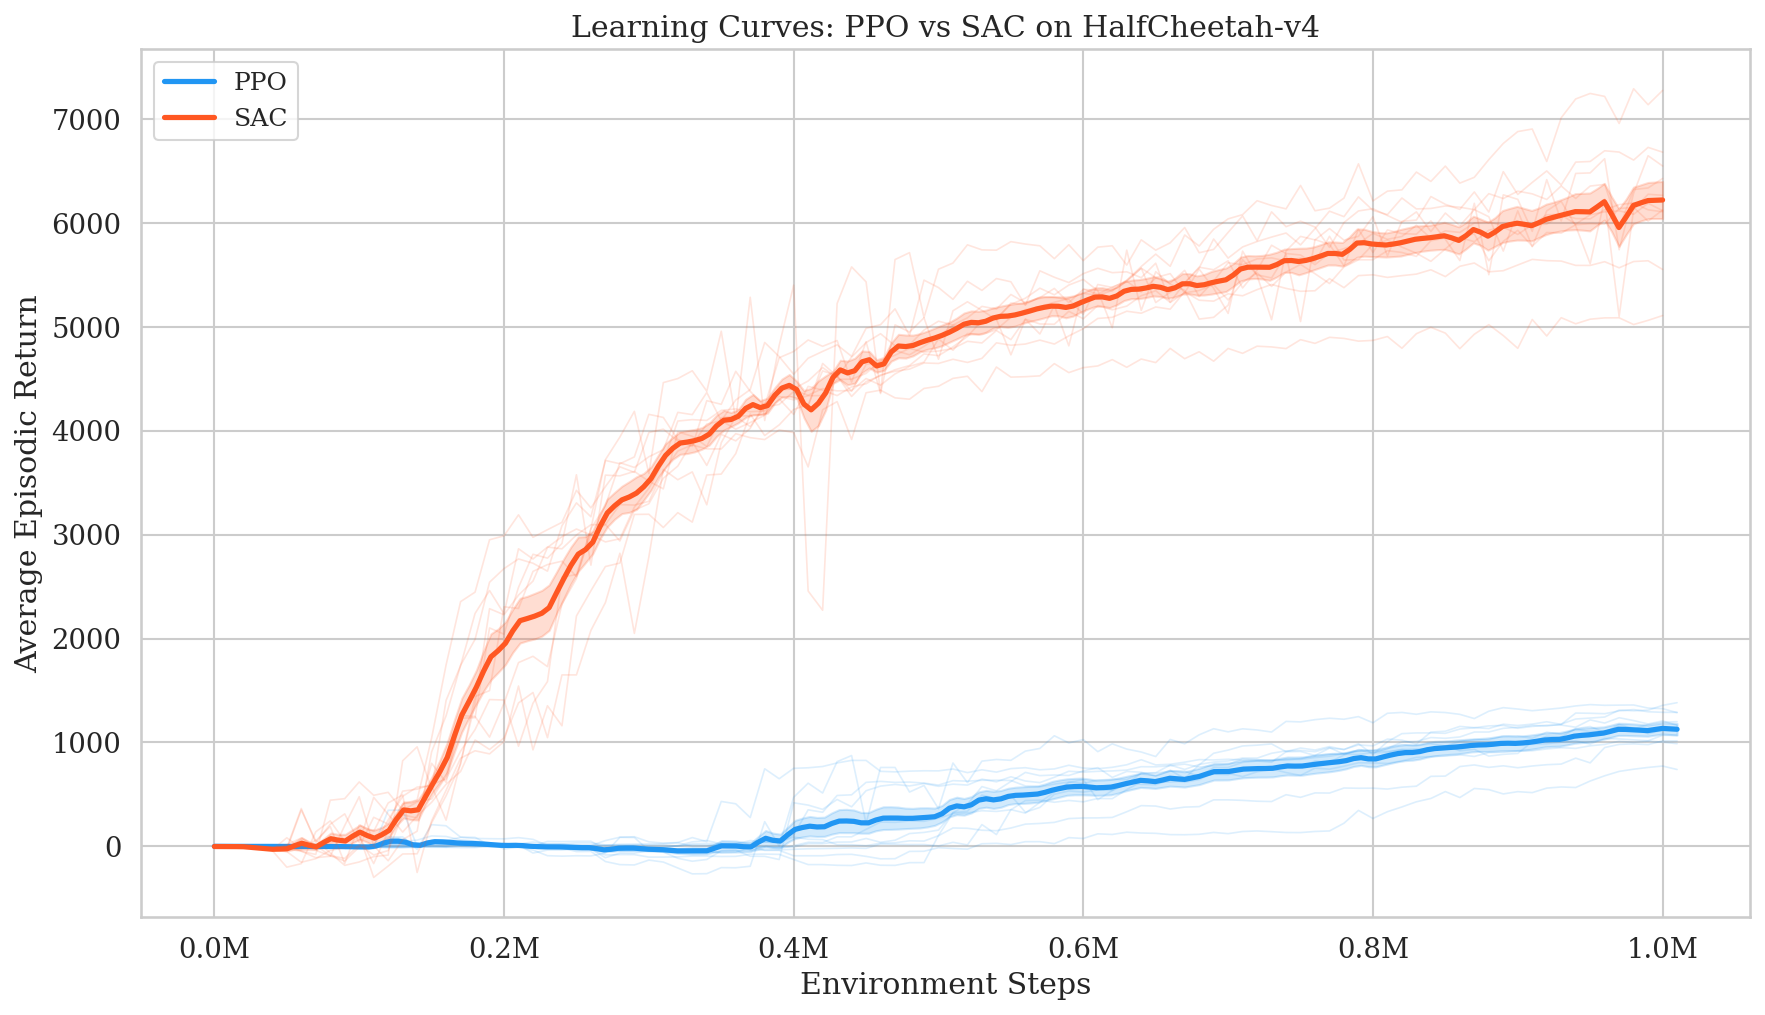 Learning Curves: PPO vs SAC on HalfCheetah-v4
PPO
SAC
Average Episodic Return
7000
6000
5000
4000
3000
2000
1000
0
0.0M 0.2M 0.4M 0.6M 0.8M 1.0M
Environment Steps